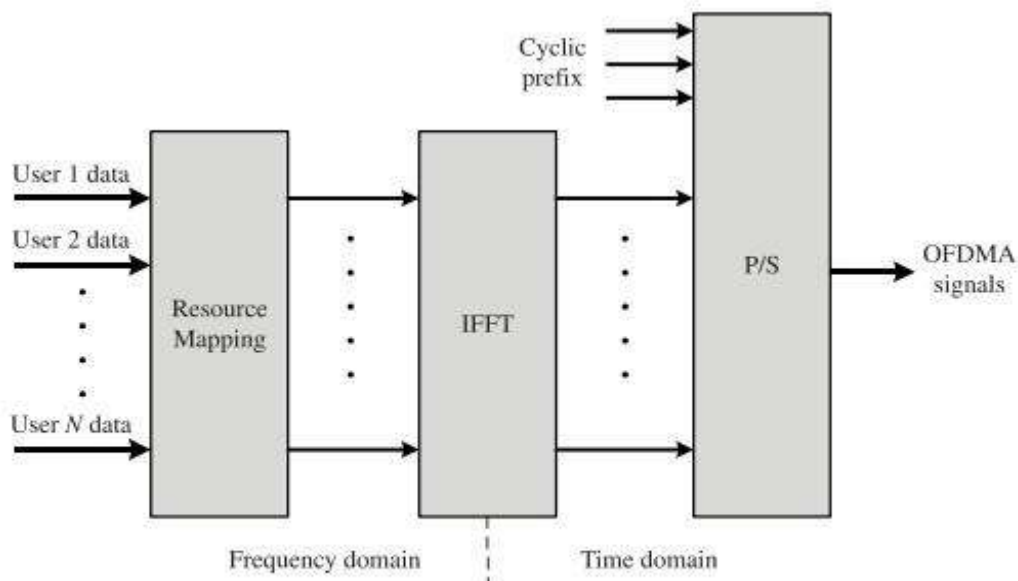 Cyclic
prefix
User 1 data
User 2 data
User N data
Resource
Mapping
IFFT
P/S
OFDMA
signals
Frequency domain
Time domain